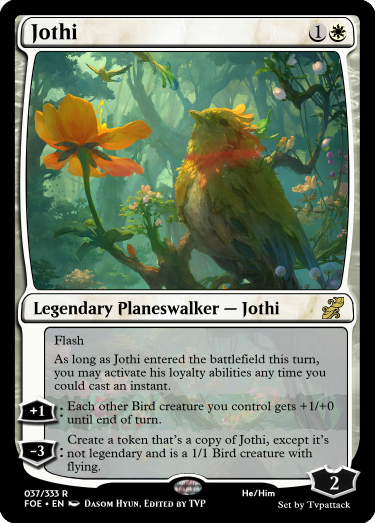 Jothi 1
Legendary Planeswalker — Jothi
Flash
As long as Jothi entered the battlefield this turn,
you may activate his loyalty abilities any time you
could cast an instant.
+1: Each other Bird creature you control gets +1/+0
until end of turn.
Create a token that's a copy of Jothi, except it's
-3: not legendary and is a 1/1 Bird creature with
flying.
2
037/333 R He/Him
FOE • EN DASOM HYUN, EDITED BY TVP Set by Tvpattack